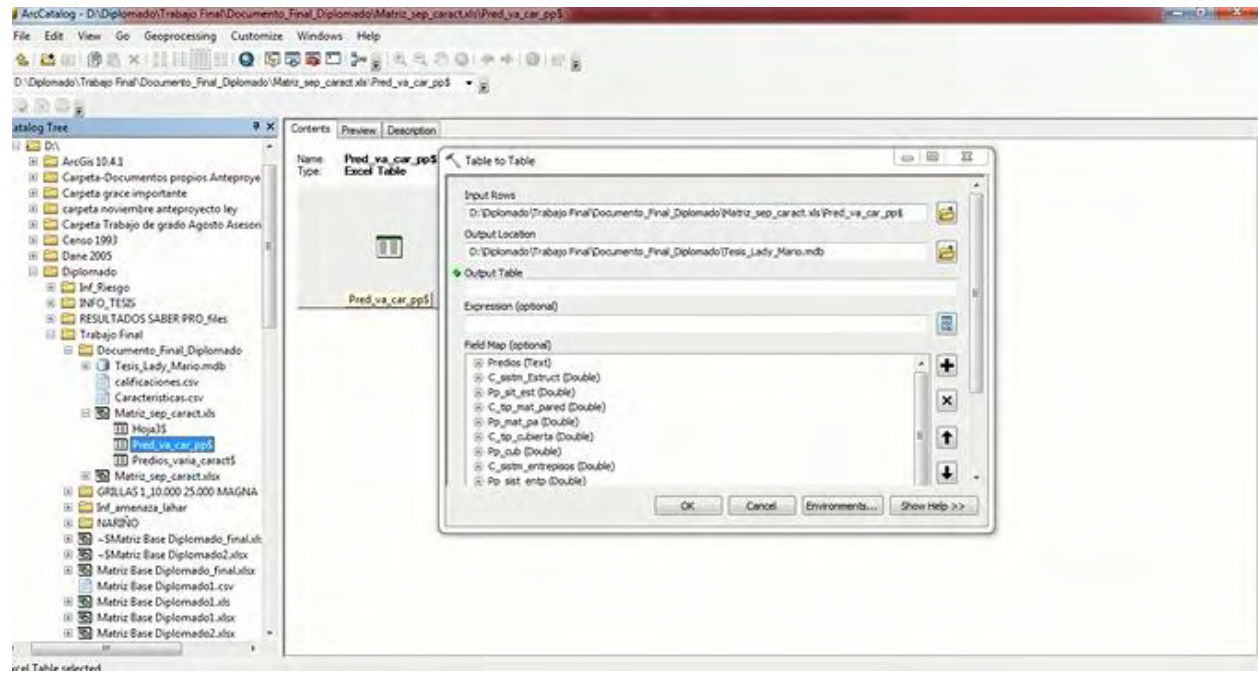 ArcCatalog - D:\Diplomado\Trabajo Final\Documento_Final_Diplomado\Matriz_sep_caract.xls\Pred_va_car_pp$
File Edit View Go Geoprocessing Customize Windows Help
D:\Diplomado\Trabajo Final\Documento_Final_Diplomado\Matriz_sep_caract.xls\Pred_va_car_pp$
atalog Tree
D:\
ArcGis 10.4.1
Carpeta-Documentos propios Anteproye
Carpeta grace importante
carpeta noviembre anteproyecto ley
Carpeta Trabajo de grado Agosto Aseson
Censo 1993
Dane 2005
Diplomado
Inf_Riesgo
INFO_TESIS
RESULTADOS SABER PRO_files
Trabajo Final
Documento_Final_Diplomado
Tesis_Lady_Mario.mdb
calificaciones.csv
Caracteristicas.csv
Matriz_sep_caract.xls
Hoja3$
Pred_va_car_pp$
Predios_varia_caract$
Matriz_sep_caract.xlsx
GRILLAS 1_10.000 25.000 MAGNA
Inf_amenaza_lahar
NARIÑO
~$Matriz Base Diplomado_final.xls
~$Matriz Base Diplomado2.xlsx
Matriz Base Diplomado_final.xlsx
Matriz Base Diplomado1.csv
Matriz Base Diplomado1.xls
Matriz Base Diplomado1.xlsx
Matriz Base Diplomado2.xlsx
xcel Table selected
Contents Preview Description
Name: Pred_va_car_pp$
Type: Excel Table
Pred_va_car_pp$
Table to Table
Input Rows
D:\Diplomado\Trabajo Final\Documento_Final_Diplomado\Matriz_sep_caract.xls\Pred_va_car_pp$
Output Location
D:\Diplomado\Trabajo Final\Documento_Final_Diplomado\Tesis_Lady_Mario.mdb
Output Table
Expression (optional)
Field Map (optional)
Predios (Text)
C_sistm_Estruct (Double)
Pp_sit_est (Double)
C_tip_mat_pared (Double)
Pp_mat_pa (Double)
C_tip_cubierta (Double)
Pp_cub (Double)
C_sistm_entrepisos (Double)
Pp_sist_entp (Double)
OK Cancel Environments... Show Help >>